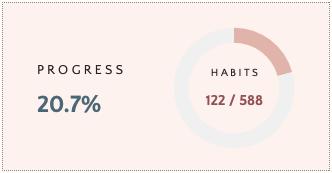 PROGRESS
20.7%
HABITS
122 / 588